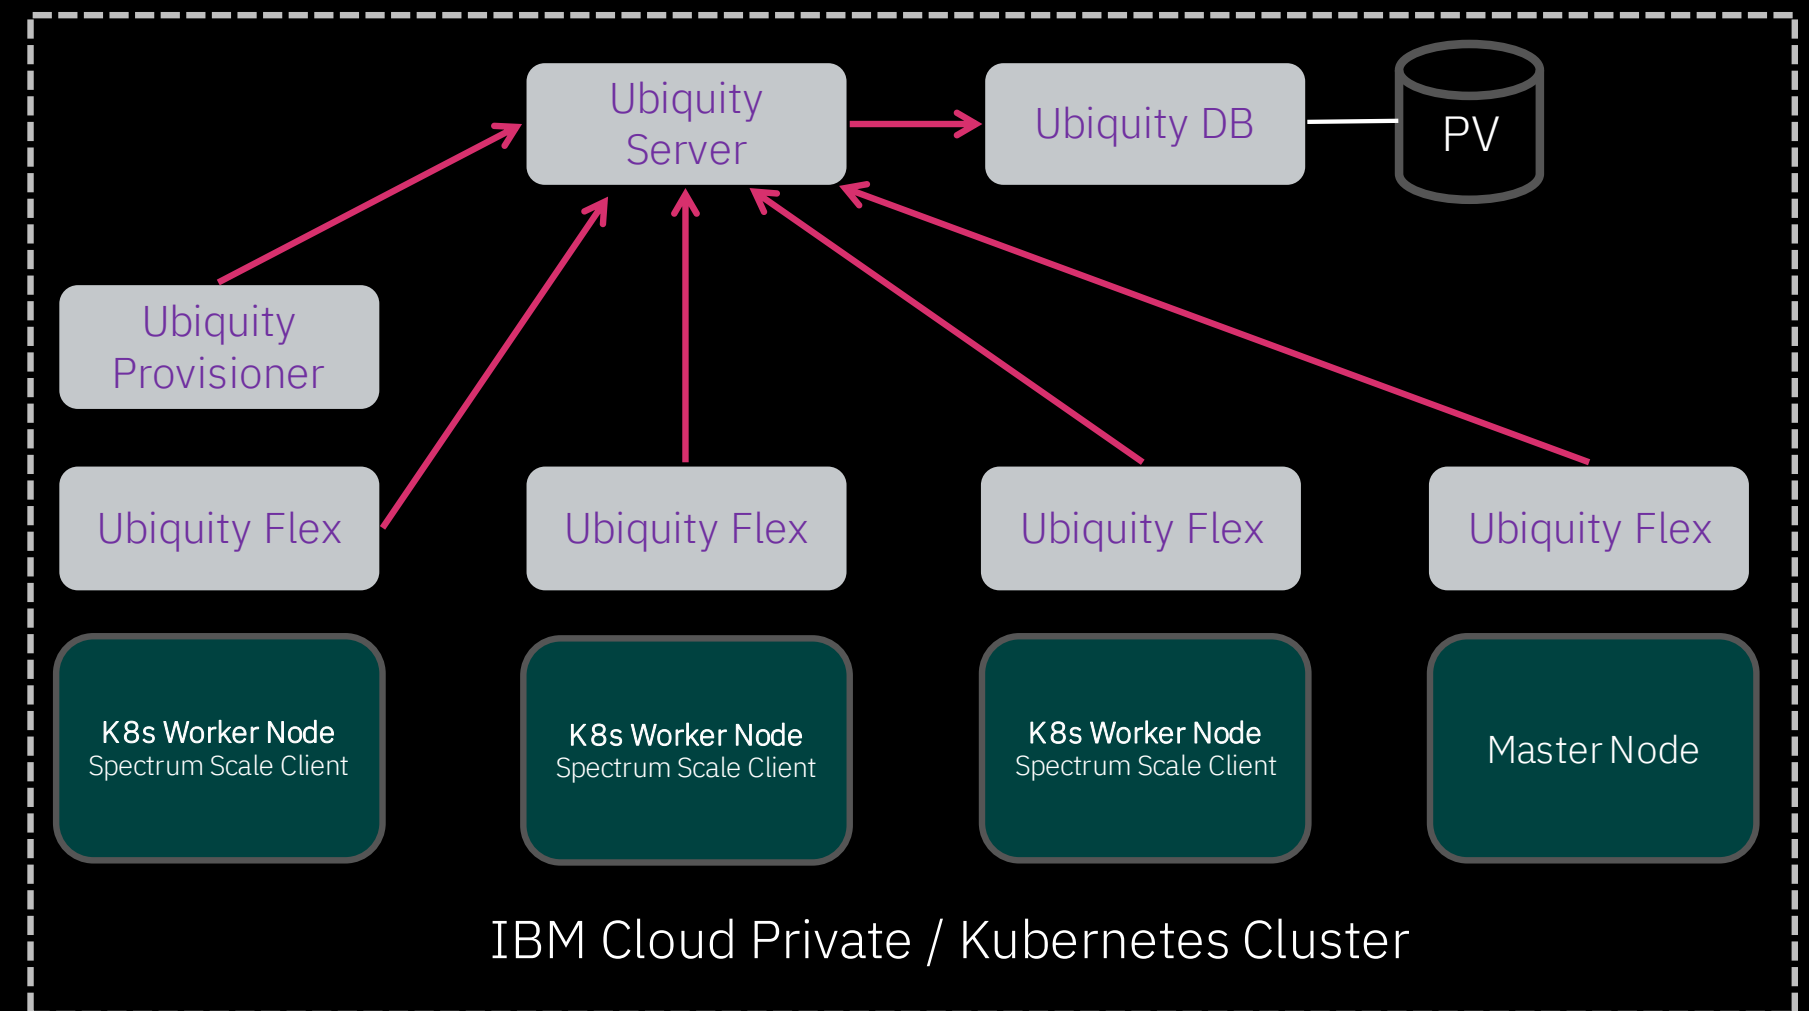 Ubiquity
Server
Ubiquity DB
PV
Ubiquity
Provisioner
Ubiquity Flex
Ubiquity Flex
Ubiquity Flex
Ubiquity Flex
K8s Worker Node
Spectrum Scale Client
K8s Worker Node
Spectrum Scale Client
K8s Worker Node
Spectrum Scale Client
Master Node
IBM Cloud Private / Kubernetes Cluster